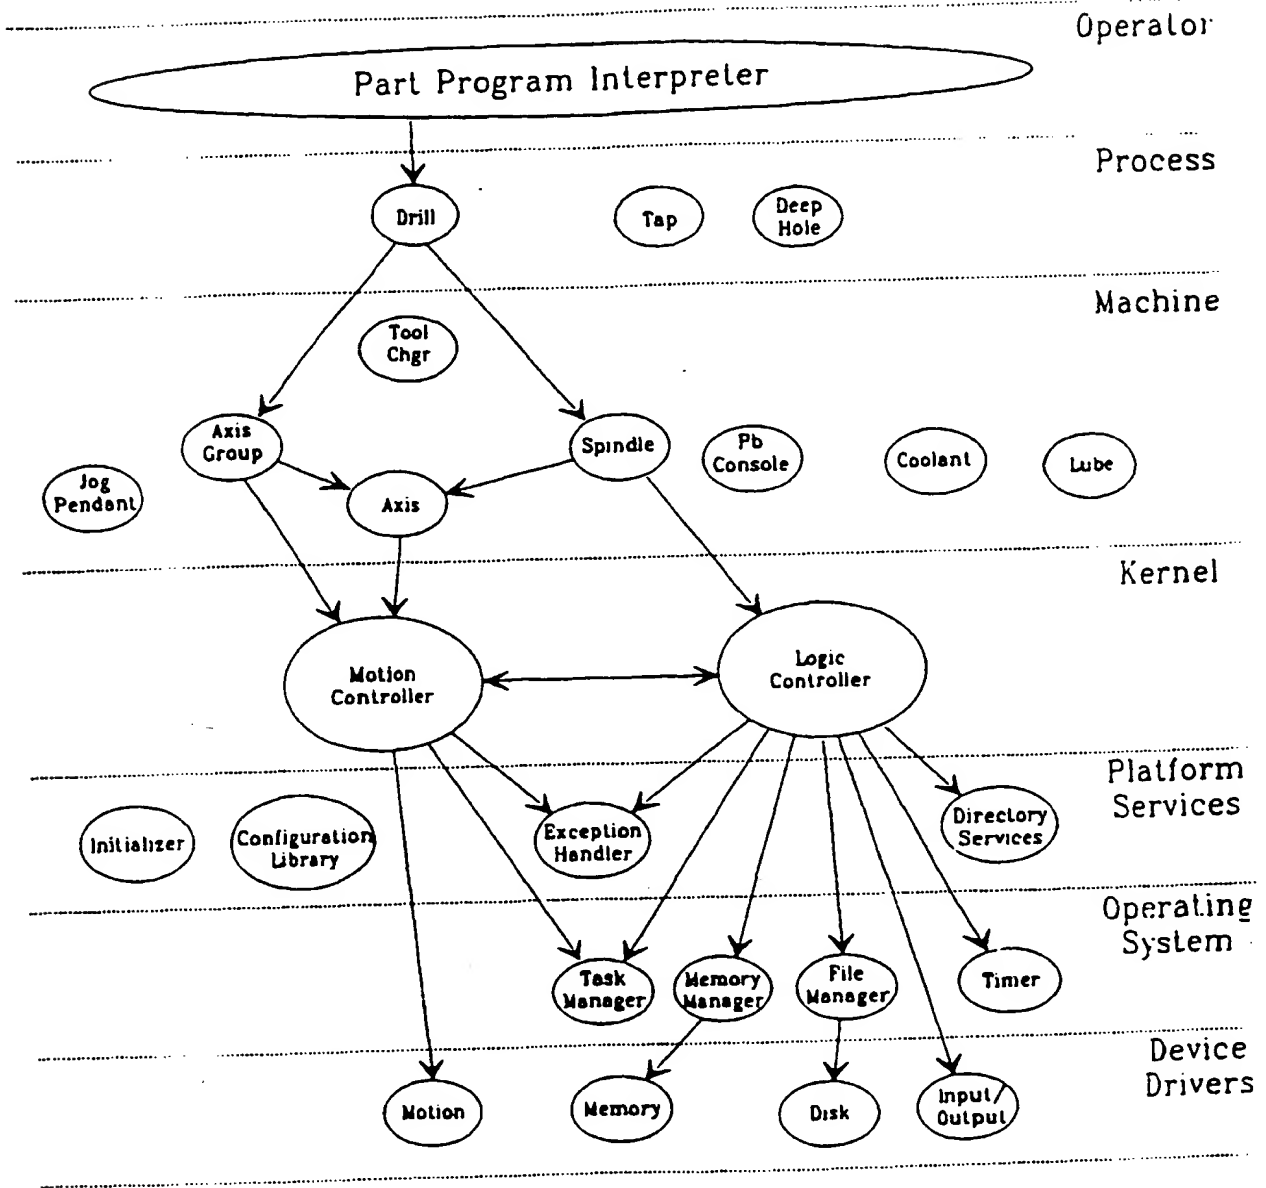 Operator
Part Program Interpreter
Process
Drill
Tap
Deep
Hole
Machine
Tool
Chgr
Axis
Group
Spindle
Pb
Console
Coolant
Lube
Jog
Pendant
Axis
Kernel
Motion
Controller
Logic
Controller
Platform
Services
Initializer
Configuration
Library
Exception
Handler
Directory
Services
Operating
System
Task
Manager
Memory
Manager
File
Manager
Timer
Device
Drivers
Motion
Memory
Disk
Input/
Output